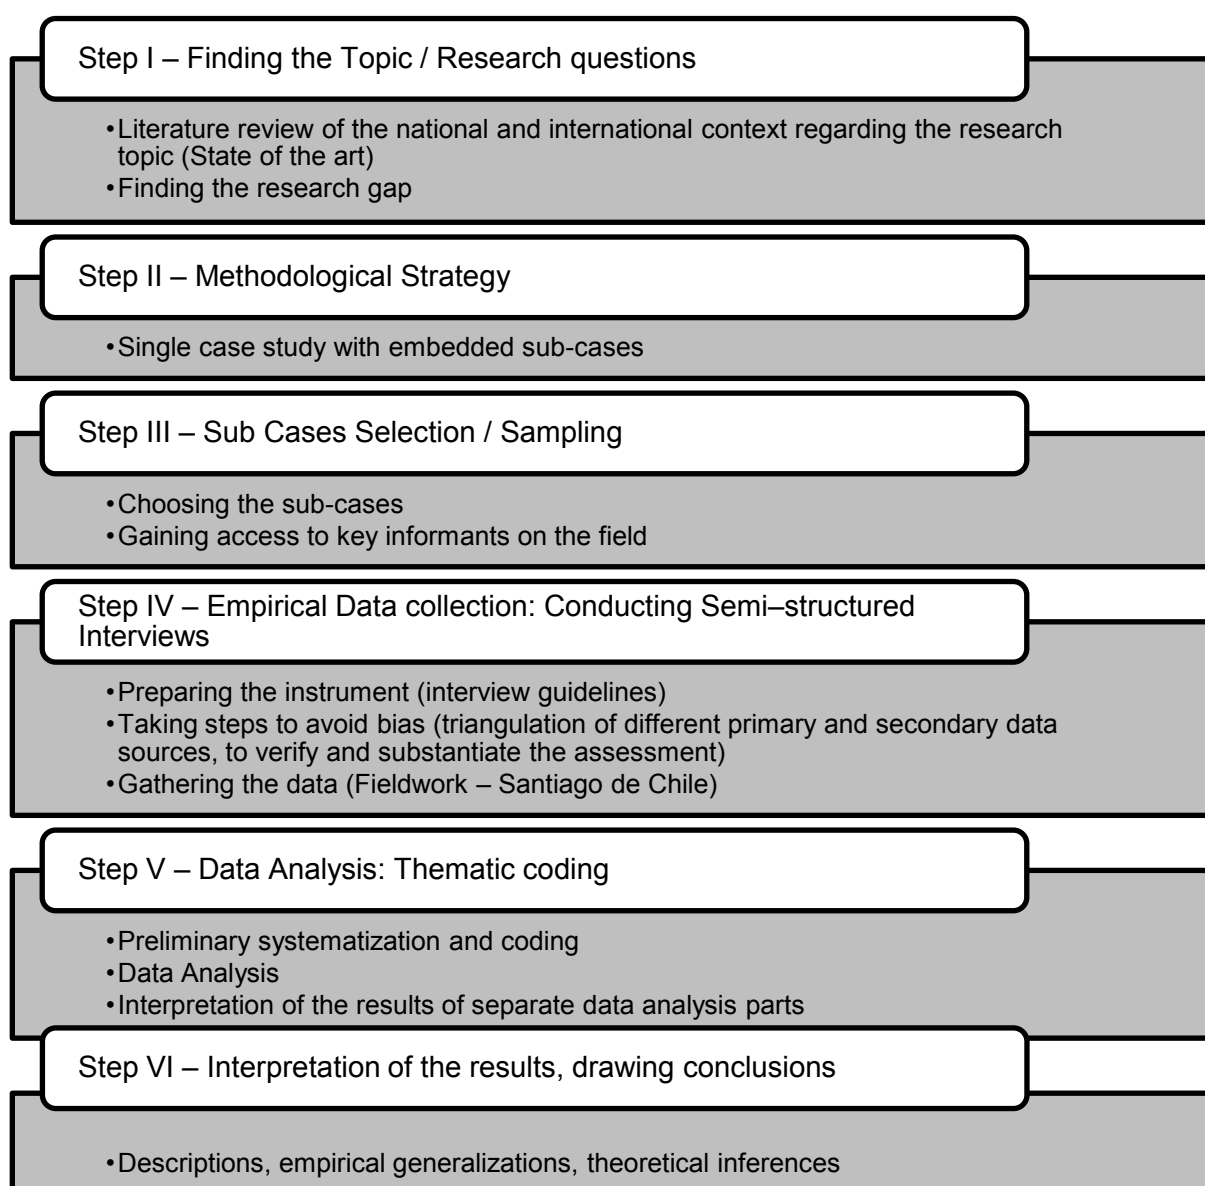 Step I – Finding the Topic / Research questions
•Literature review of the national and international context regarding the research
topic (State of the art)
•Finding the research gap
Step II – Methodological Strategy
•Single case study with embedded sub-cases
Step III – Sub Cases Selection / Sampling
•Choosing the sub-cases
•Gaining access to key informants on the field
Step IV – Empirical Data collection: Conducting Semi–structured
Interviews
•Preparing the instrument (interview guidelines)
•Taking steps to avoid bias (triangulation of different primary and secondary data
sources, to verify and substantiate the assessment)
•Gathering the data (Fieldwork – Santiago de Chile)
Step V – Data Analysis: Thematic coding
•Preliminary systematization and coding
•Data Analysis
•Interpretation of the results of separate data analysis parts
Step VI – Interpretation of the results, drawing conclusions
•Descriptions, empirical generalizations, theoretical inferences